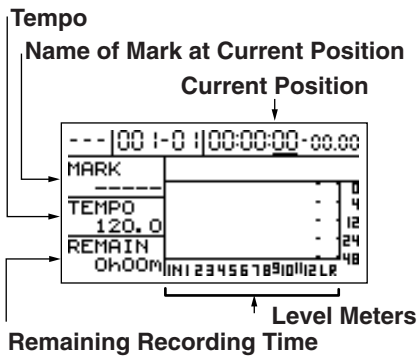 Tempo
Name of Mark at Current Position
Current Position
---|001-01|00:00:00-00.00
MARK
-----
TEMPO
120.0
REMAIN
0h00m
0
4
12
24
48
IN1 2 3 4 5 6 7 8 9 10 11 12 L R
Level Meters
Remaining Recording Time